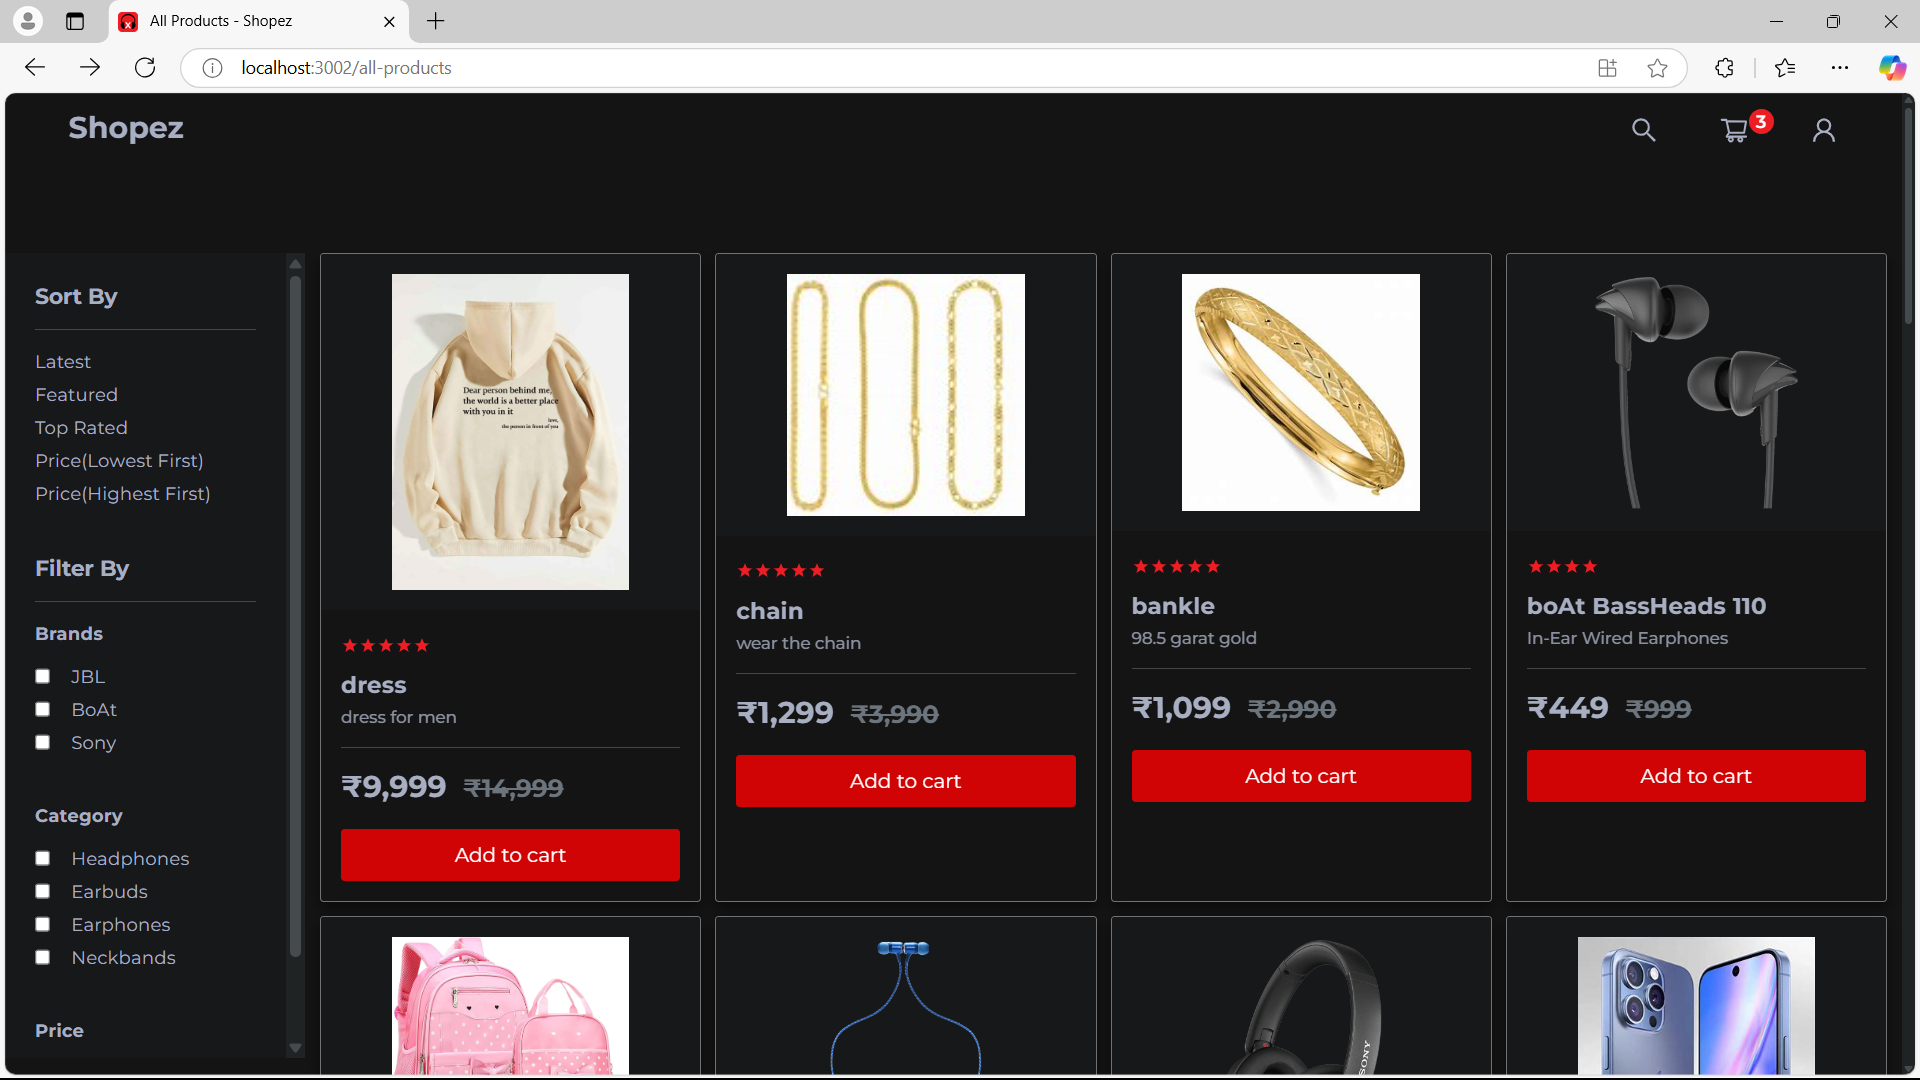 All Products - Shopez
localhost:3002/all-products
Shopez
3
Sort By
Latest
Featured
Top Rated
Price(Lowest First)
Price(Highest First)
Filter By
Brands
JBL
BoAt
Sony
Category
Headphones
Earbuds
Earphones
Neckbands
Price
Dear person behind me,
the world is a better place
with you in it
love,
the person in front of you
dress
dress for men
₹9,999 ₹14,999
Add to cart
chain
wear the chain
₹1,299 ₹3,990
Add to cart
bankle
98.5 garat gold
₹1,099 ₹2,990
Add to cart
boAt BassHeads 110
In-Ear Wired Earphones
₹449 ₹999
Add to cart
SONY